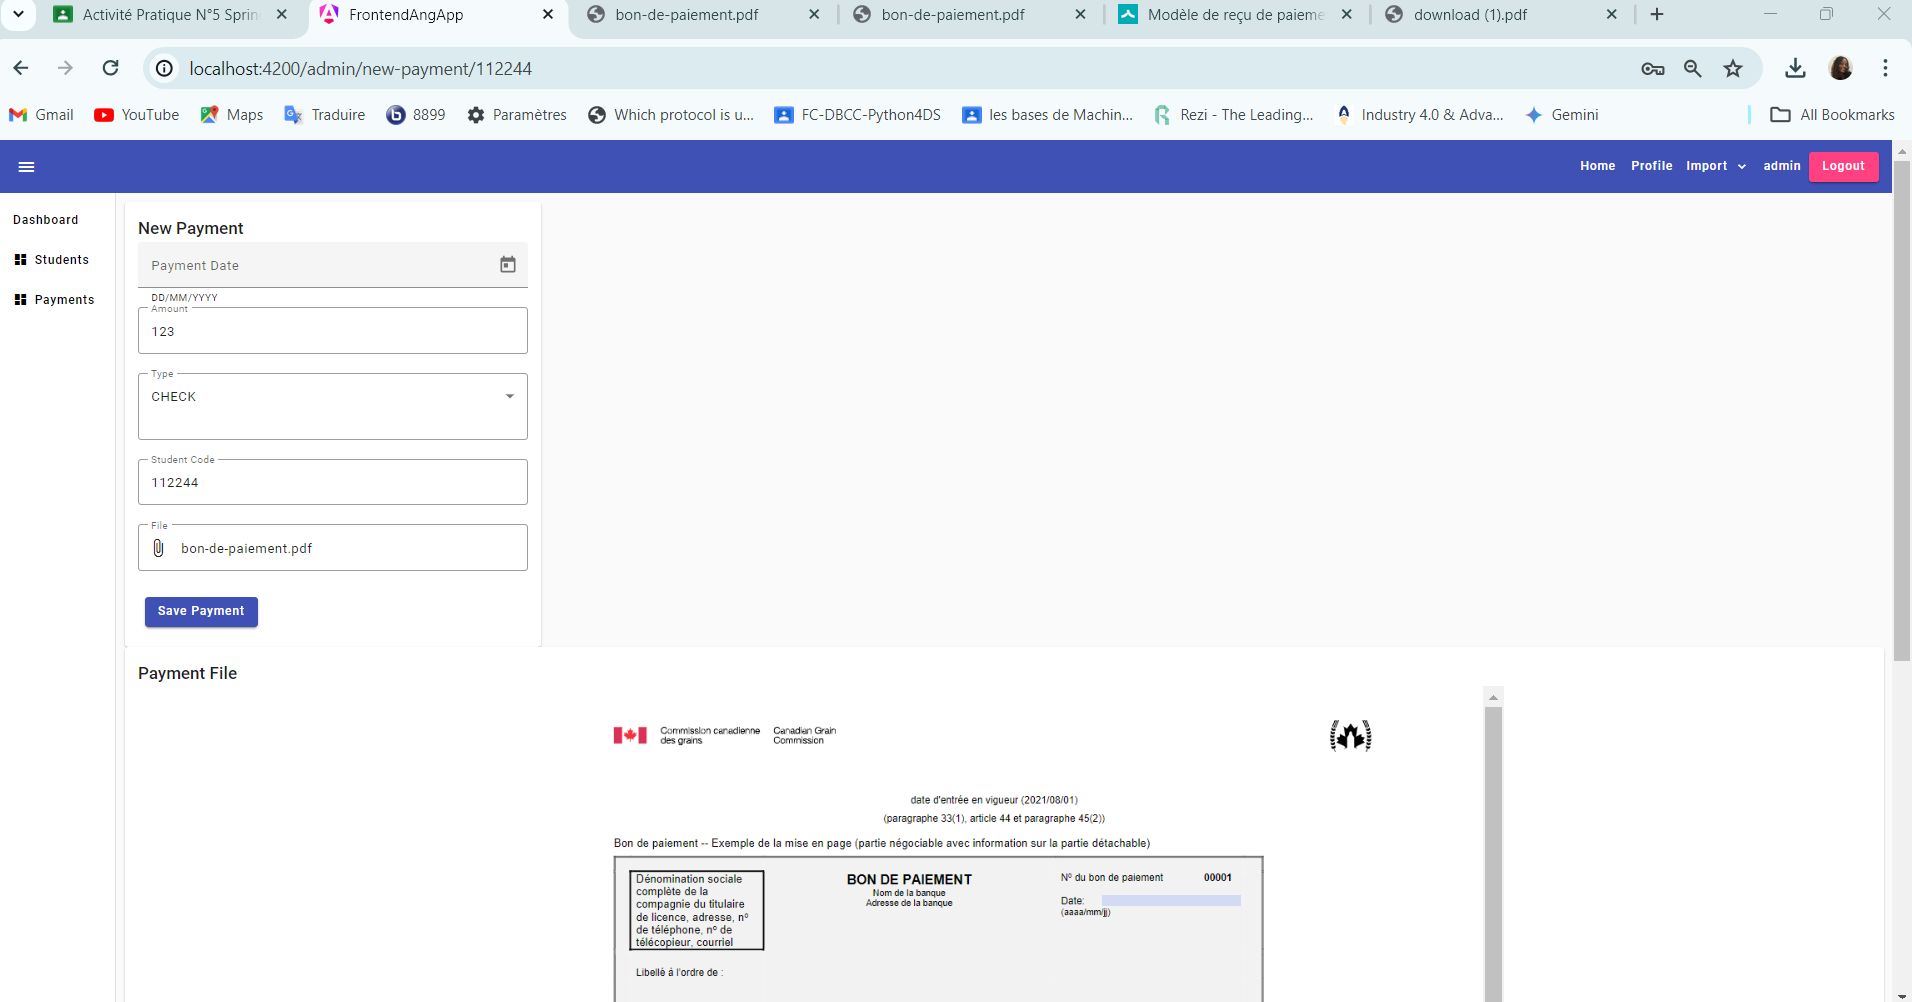 Activité Pratique N°5 Sprin
FrontendAngApp
bon-de-paiement.pdf
bon-de-paiement.pdf
Modèle de reçu de paieme
download (1).pdf
localhost:4200/admin/new-payment/112244
Gmail
YouTube
Maps
Traduire
8899
Paramètres
Which protocol is u...
FC-DBCC-Python4DS
les bases de Machin...
Rezi - The Leading...
Industry 4.0 & Adva...
Gemini
All Bookmarks
Home
Profile
Import
admin
Logout
Dashboard
Students
Payments
New Payment
Payment Date
DD/MM/YYYY
Amount
123
Type
CHECK
Student Code
112244
File
bon-de-paiement.pdf
Save Payment
Payment File
Commission canadienne
des grains
Canadian Grain
Commission
date d'entrée en vigueur (2021/08/01)
(paragraphe 33(1), article 44 et paragraphe 45(2))
Bon de paiement -- Exemple de la mise en page (partie négociable avec information sur la partie détachable)
Dénomination sociale
complète de la
compagnie du titulaire
de licence, adresse, nº
de téléphone, nº de
télécopieur, courriel
BON DE PAIEMENT
Nom de la banque
Adresse de la banque
Nº du bon de paiement 00001
Date:
(aaaa/mm/jj)
Libellé à l'ordre de :